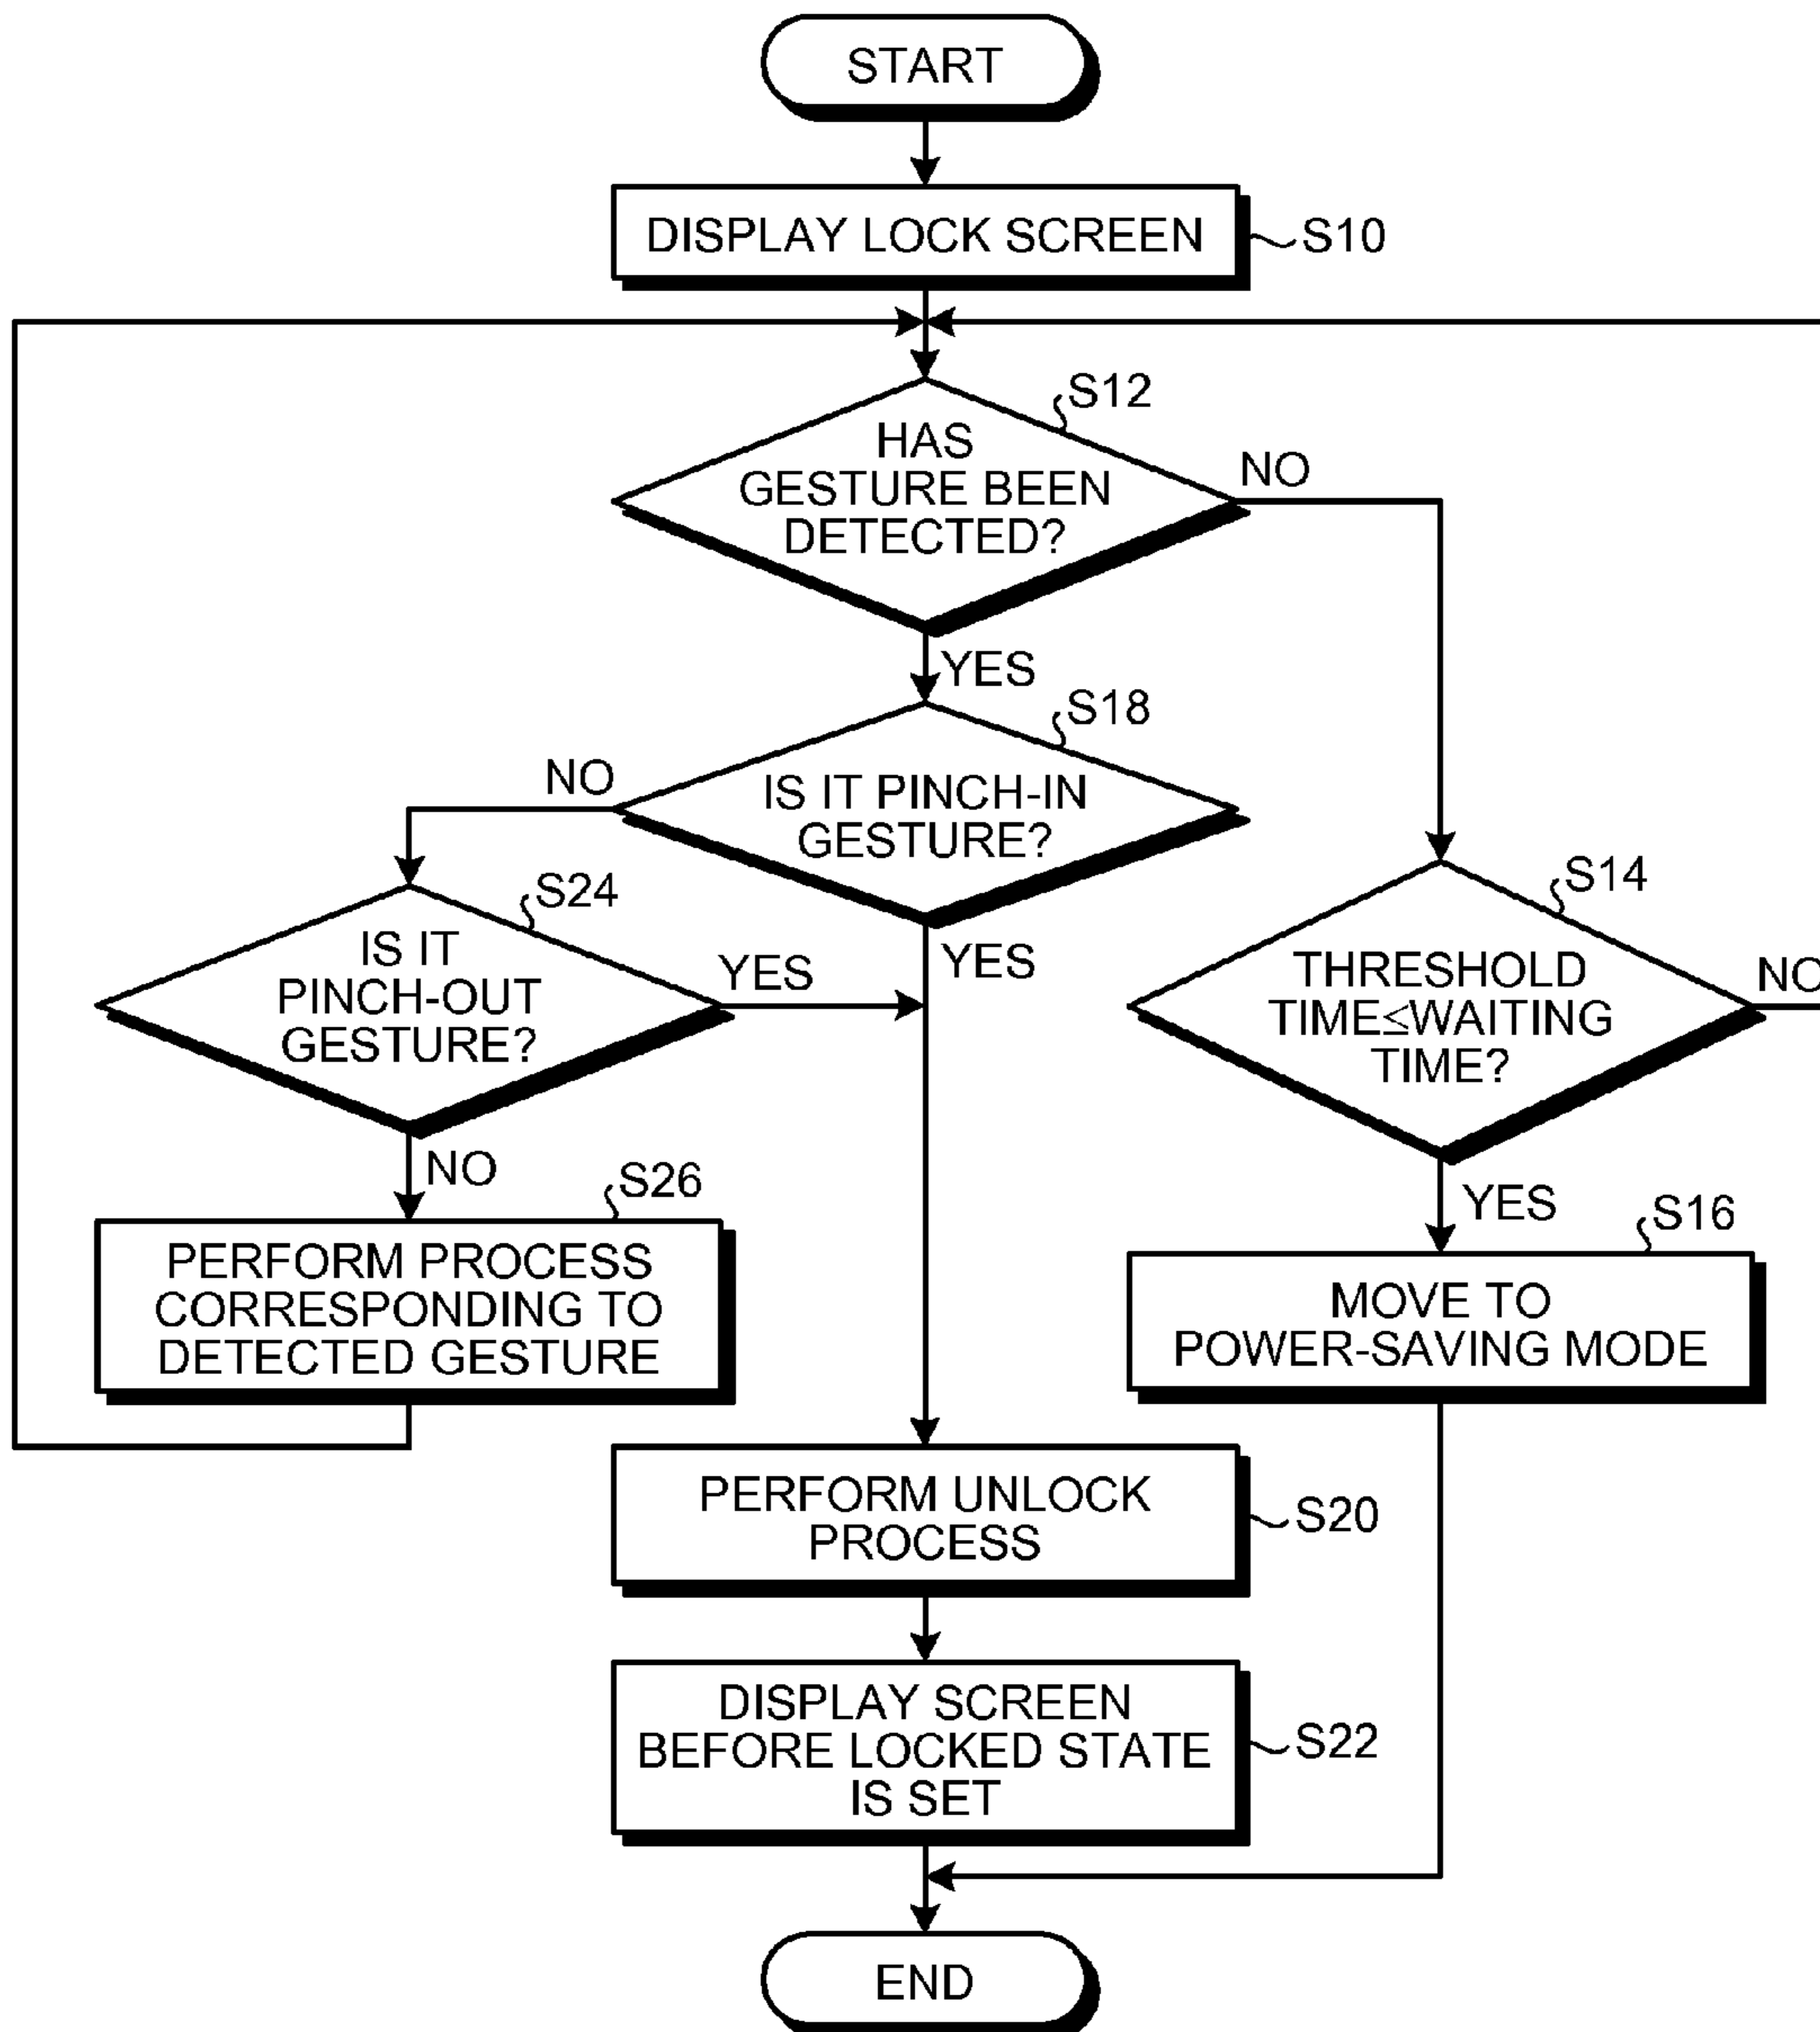 START
DISPLAY LOCK SCREEN
S10
S12
HAS
GESTURE BEEN
DETECTED?
NO
YES
S18
IS IT PINCH-IN
GESTURE?
NO
YES
S24
IS IT
PINCH-OUT
GESTURE?
YES
NO
S14
THRESHOLD
TIME≤WAITING
TIME?
NO
YES
S26
PERFORM PROCESS
CORRESPONDING TO
DETECTED GESTURE
S16
MOVE TO
POWER-SAVING MODE
PERFORM UNLOCK
PROCESS
S20
DISPLAY SCREEN
BEFORE LOCKED STATE
IS SET
S22
END